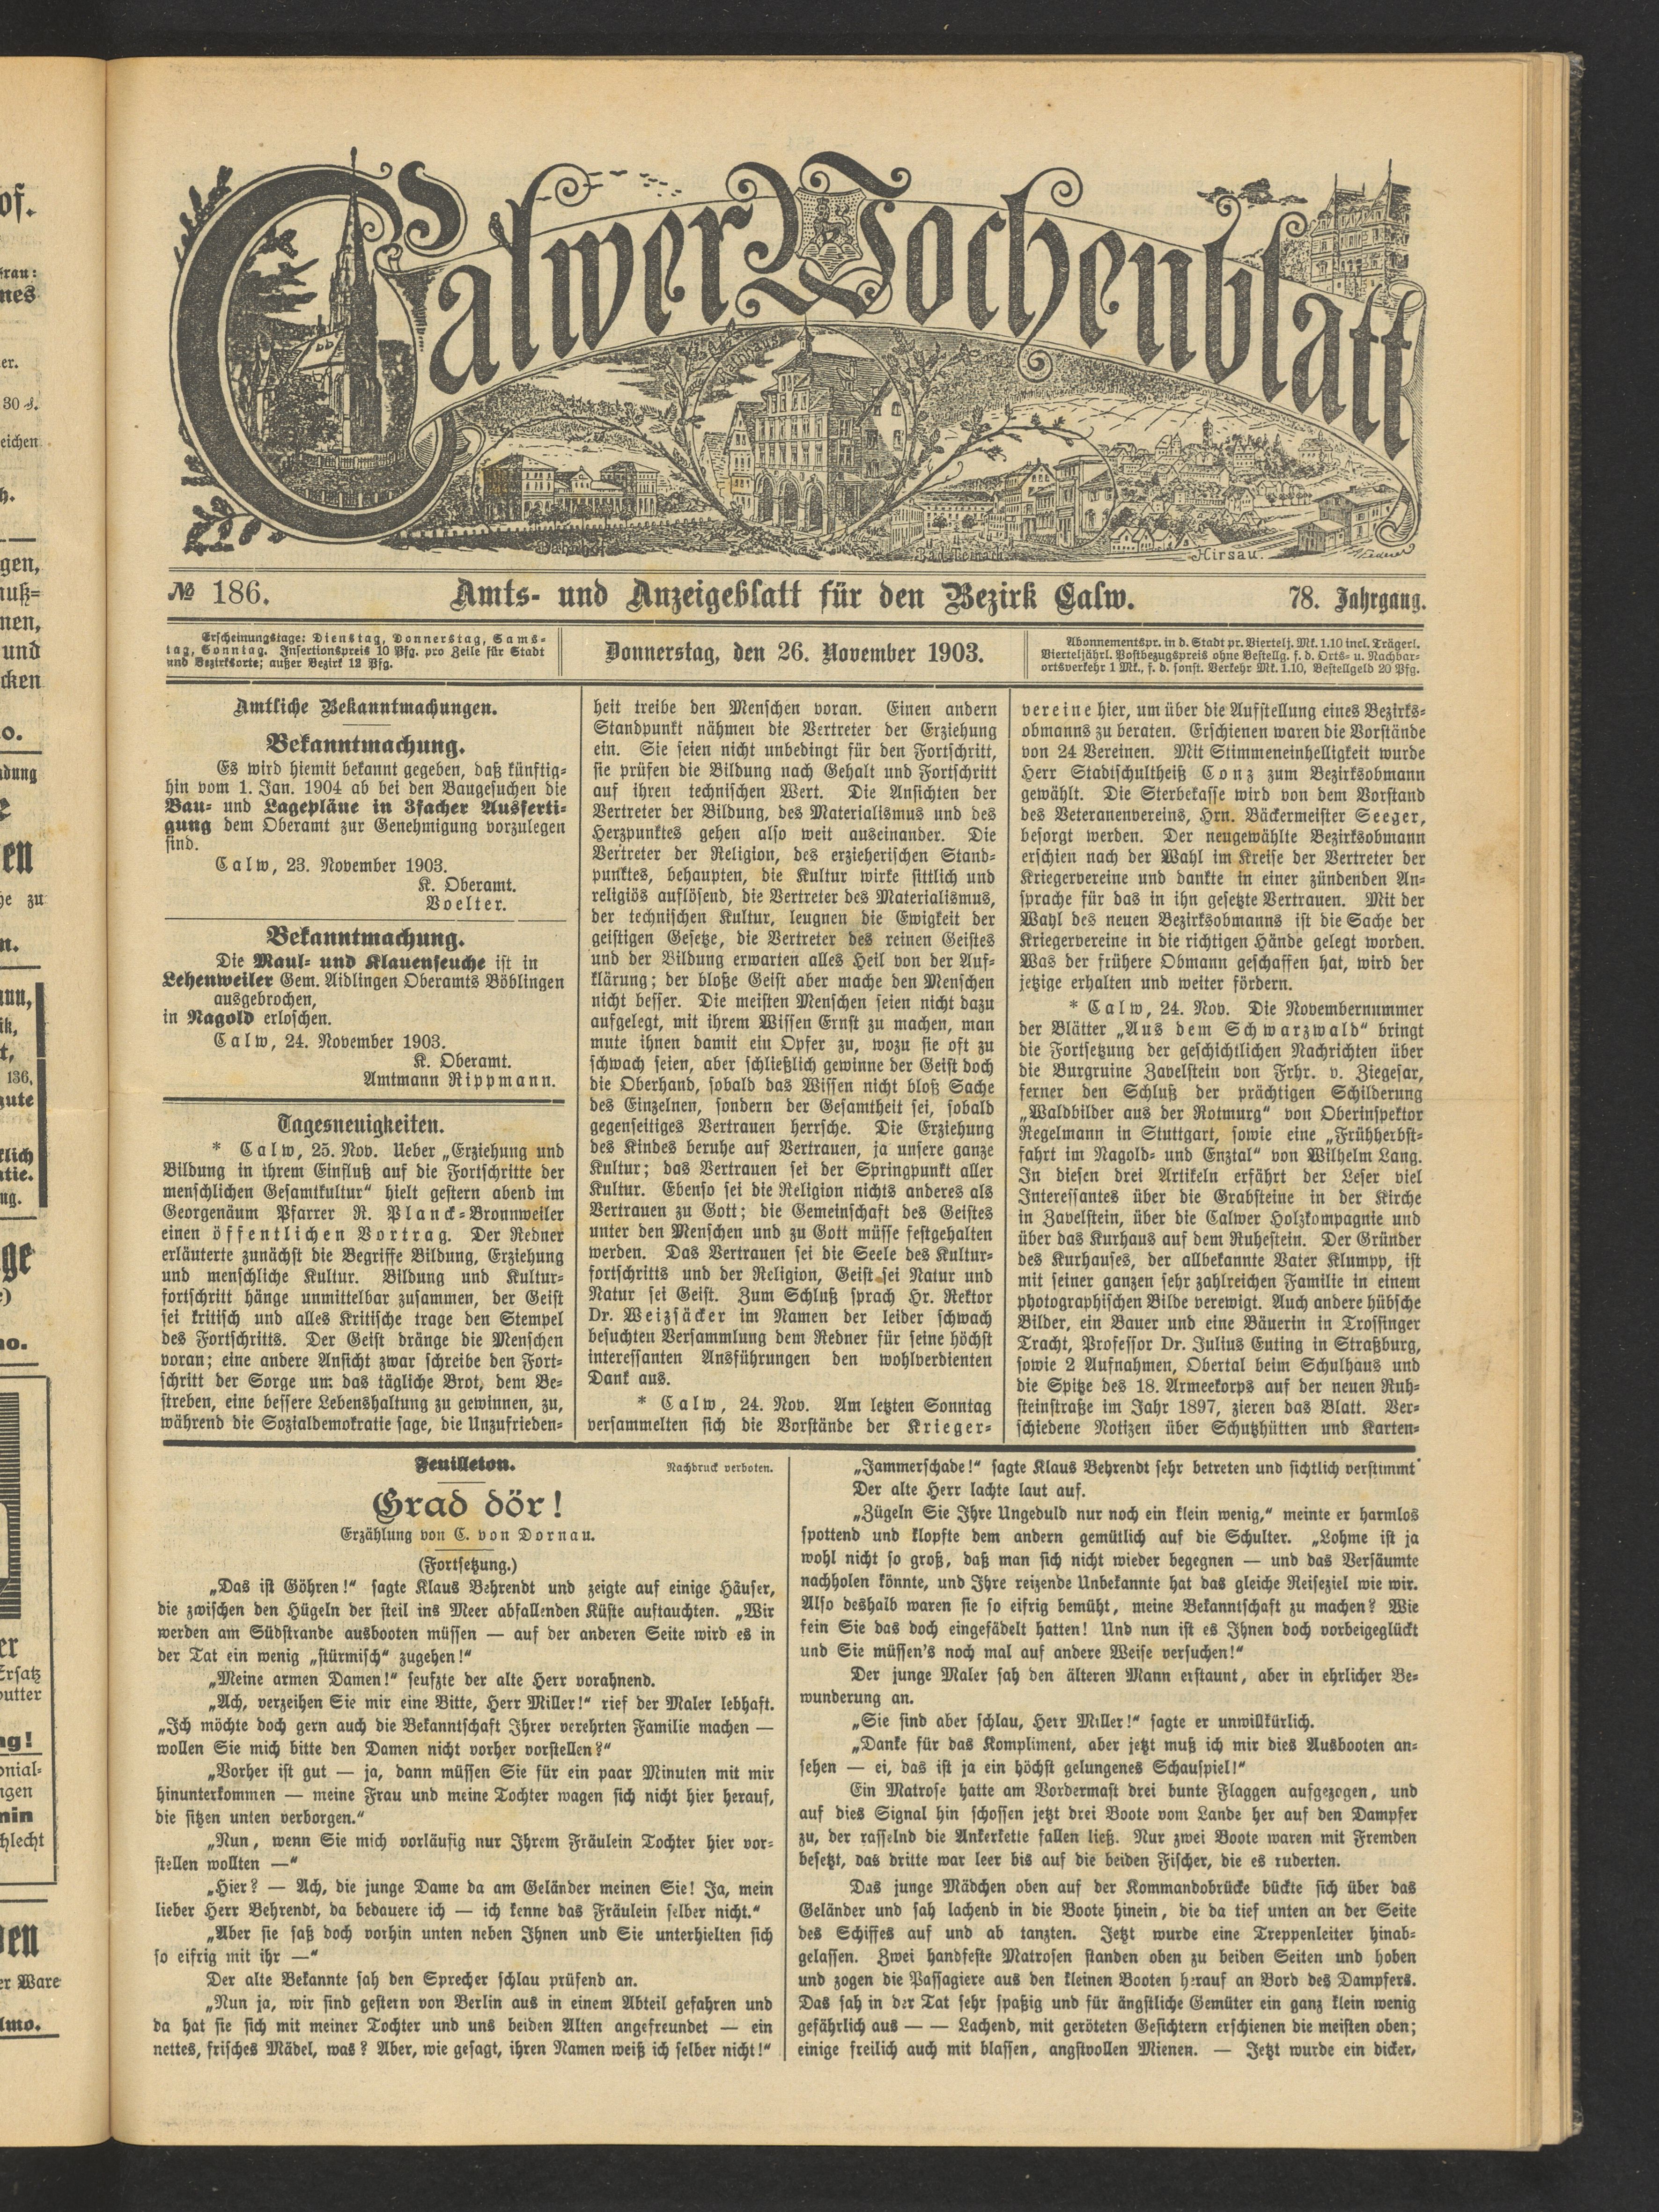 Calwer Wochenblatt
Rathaus
Bahnhof
Bad Teinach
Hirsau.
№ 186.
Amts- und Anzeigeblatt für den Bezirk Calw.
78. Jahrgang.
Erscheinungstage: Dienstag, Donnerstag, Sams-
tag, Sonntag. Insertionspreis 10 Pfg. pro Zeile für Stadt
und Bezirksorte; außer Bezirk 12 Pfg.
Donnerstag, den 26. November 1903.
Abonnementspr. in d. Stadt pr. Viertelj. Mk. 1.10 incl. Trägerl.
Vierteljährl. Postbezugspreis ohne Bestellg. f. d. Orts- u. Nachbar-
ortsverkehr 1 Mk., f. d. sonst. Verkehr Mk. 1.10, Bestellgeld 20 Pfg.
Amtliche Bekanntmachungen.
Bekanntmachung.
Es wird hiemit bekannt gegeben, daß künftig-
hin vom 1. Jan. 1904 ab bei den Baugesuchen die
Bau- und Lagepläne in 3facher Ausferti-
gung dem Oberamt zur Genehmigung vorzulegen
sind.
Calw, 23. November 1903.
K. Oberamt.
Voelter.
Bekanntmachung.
Die Maul- und Klauenseuche ist in
Lehenweiler Gem. Aidlingen Oberamts Böblingen
ausgebrochen,
in Nagold erloschen.
Calw, 24. November 1903.
K. Oberamt.
Amtmann Rippmann.
Tagesneuigkeiten.
* Calw, 25. Nov. Ueber „Erziehung und
Bildung in ihrem Einfluß auf die Fortschritte der
menschlichen Gesamtkultur“ hielt gestern abend im
Georgenäum Pfarrer R. Planck-Bronnweiler
einen öffentlichen Vortrag. Der Redner
erläuterte zunächst die Begriffe Bildung, Erziehung
und menschliche Kultur. Bildung und Kultur-
fortschritt hänge unmittelbar zusammen, der Geist
sei kritisch und alles Kritische trage den Stempel
des Fortschritts. Der Geist dränge die Menschen
voran; eine andere Ansicht zwar schreibe den Fort-
schritt der Sorge um das tägliche Brot, dem Be-
streben, eine bessere Lebenshaltung zu gewinnen, zu,
während die Sozialdemokratie sage, die Unzufrieden-
heit treibe den Menschen voran. Einen andern
Standpunkt nähmen die Vertreter der Erziehung
ein. Sie seien nicht unbedingt für den Fortschritt,
sie prüfen die Bildung nach Gehalt und Fortschritt
auf ihren technischen Wert. Die Ansichten der
Vertreter der Bildung, des Materialismus und des
Herzpunktes gehen also weit auseinander. Die
Vertreter der Religion, des erzieherischen Stand-
punktes, behaupten, die Kultur wirke sittlich und
religiös auflösend, die Vertreter des Materialismus,
der technischen Kultur, leugnen die Ewigkeit der
geistigen Gesetze, die Vertreter des reinen Geistes
und der Bildung erwarten alles Heil von der Auf-
klärung; der bloße Geist aber mache den Menschen
nicht besser. Die meisten Menschen seien nicht dazu
aufgelegt, mit ihrem Wissen Ernst zu machen, man
mute ihnen damit ein Opfer zu, wozu sie oft zu
schwach seien, aber schließlich gewinne der Geist doch
die Oberhand, sobald das Wissen nicht bloß Sache
des Einzelnen, sondern der Gesamtheit sei, sobald
gegenseitiges Vertrauen herrsche. Die Erziehung
des Kindes beruhe auf Vertrauen, ja unsere ganze
Kultur; das Vertrauen sei der Springpunkt aller
Kultur. Ebenso sei die Religion nichts anderes als
Vertrauen zu Gott; die Gemeinschaft des Geistes
unter den Menschen und zu Gott müsse festgehalten
werden. Das Vertrauen sei die Seele des Kultur-
fortschritts und der Religion, Geist sei Natur und
Natur sei Geist. Zum Schluß sprach Hr. Rektor
Dr. Weizsäcker im Namen der leider schwach
besuchten Versammlung dem Redner für seine höchst
interessanten Ansführungen den wohlverdienten
Dank aus.
* Calw, 24. Nov. Am letzten Sonntag
versammelten sich die Vorstände der Krieger-
vereine hier, um über die Aufstellung eines Bezirks-
obmanns zu beraten. Erschienen waren die Vorstände
von 24 Vereinen. Mit Stimmeneinhelligkeit wurde
Herr Stadtschultheiß Conz zum Bezirksobmann
gewählt. Die Sterbekasse wird von dem Vorstand
des Veteranenvereins, Hrn. Bäckermeister Seeger,
besorgt werden. Der neugewählte Bezirksobmann
erschien nach der Wahl im Kreise der Vertreter der
Kriegervereine und dankte in einer zündenden An-
sprache für das in ihn gesetzte Vertrauen. Mit der
Wahl des neuen Bezirksobmanns ist die Sache der
Kriegervereine in die richtigen Hände gelegt worden.
Was der frühere Obmann geschaffen hat, wird der
jetzige erhalten und weiter fördern.
* Calw, 24. Nov. Die Novembernummer
der Blätter „Aus dem Schwarzwald“ bringt
die Fortsetzung der geschichtlichen Nachrichten über
die Burgruine Zavelstein von Frhr. v. Ziegesar,
ferner den Schluß der prächtigen Schilderung
„Waldbilder aus der Rotmurg“ von Oberinspektor
Regelmann in Stuttgart, sowie eine „Frühherbst-
fahrt im Nagold- und Enztal“ von Wilhelm Lang.
In diesen drei Artikeln erfährt der Leser viel
Interessantes über die Grabsteine in der Kirche
in Zavelstein, über die Calwer Holzkompagnie und
über das Kurhaus auf dem Ruhestein. Der Gründer
des Kurhauses, der allbekannte Vater Klumpp, ist
mit seiner ganzen sehr zahlreichen Familie in einem
photographischen Bilde verewigt. Auch andere hübsche
Bilder, ein Bauer und eine Bäuerin in Trossinger
Tracht, Professor Dr. Julius Euting in Straßburg,
sowie 2 Aufnahmen, Obertal beim Schulhaus und
die Spitze des 18. Armeekorps auf der neuen Ruh-
steinstraße im Jahr 1897, zieren das Blatt. Ver-
schiedene Notizen über Schutzhütten und Karten-
Feuilleton.
Nachdruck verboten.
Grad dör!
Erzählung von C. von Dornau.
(Fortsetzung.)
„Das ist Göhren!“ sagte Klaus Behrendt und zeigte auf einige Häuser,
die zwischen den Hügeln der steil ins Meer abfallenden Küste auftauchten. „Wir
werden am Südstrande ausbooten müssen — auf der anderen Seite wird es in
der Tat ein wenig „stürmisch“ zugehen!“
„Meine armen Damen!“ seufzte der alte Herr vorahnend.
„Ach, verzeihen Sie mir eine Bitte, Herr Miller!“ rief der Maler lebhaft.
„Ich möchte doch gern auch die Bekanntschaft Ihrer verehrten Familie machen —
wollen Sie mich bitte den Damen nicht vorher vorstellen?“
„Vorher ist gut — ja, dann müssen Sie für ein paar Minuten mit mir
hinunterkommen — meine Frau und meine Tochter wagen sich nicht hier herauf,
die sitzen unten verborgen.“
„Nun, wenn Sie mich vorläufig nur Ihrem Fräulein Tochter hier vor-
stellen wollten —“
„Hier? — Ach, die junge Dame da am Geländer meinen Sie! Ja, mein
lieber Herr Behrendt, da bedauere ich — ich kenne das Fräulein selber nicht.“
„Aber sie saß doch vorhin unten neben Ihnen und Sie unterhielten sich
so eifrig mit ihr —“
Der alte Bekannte sah den Sprecher schlau prüfend an.
„Nun ja, wir sind gestern von Berlin aus in einem Abteil gefahren und
da hat sie sich mit meiner Tochter und uns beiden Alten angefreundet — ein
nettes, frisches Mädel, was? Aber, wie gesagt, ihren Namen weiß ich selber nicht!“
„Jammerschade!“ sagte Klaus Behrendt sehr betreten und sichtlich verstimmt
Der alte Herr lachte laut auf.
„Zügeln Sie Ihre Ungeduld nur noch ein klein wenig,“ meinte er harmlos
spottend und klopfte dem andern gemütlich auf die Schulter. „Lohme ist ja
wohl nicht so groß, daß man sich nicht wieder begegnen — und das Versäumte
nachholen könnte, und Ihre reizende Unbekannte hat das gleiche Reiseziel wie wir.
Also deshalb waren sie so eifrig bemüht, meine Bekanntschaft zu machen? Wie
fein Sie das doch eingefädelt hatten! Und nun ist es Ihnen doch vorbeigeglückt
und Sie müssen's noch mal auf andere Weise versuchen!“
Der junge Maler sah den älteren Mann erstaunt, aber in ehrlicher Be-
wunderung an.
„Sie sind aber schlau, Herr Miller!“ sagte er unwillkürlich.
„Danke für das Kompliment, aber jetzt muß ich mir dies Ausbooten an-
sehen — ei, das ist ja ein höchst gelungenes Schauspiel!“
Ein Matrose hatte am Vordermast drei bunte Flaggen aufgezogen, und
auf dies Signal hin schossen jetzt drei Boote vom Lande her auf den Dampfer
zu, der rasselnd die Ankerkette fallen ließ. Nur zwei Boote waren mit Fremden
besetzt, das dritte war leer bis auf die beiden Fischer, die es ruderten.
Das junge Mädchen oben auf der Kommandobrücke bückte sich über das
Geländer und sah lachend in die Boote hinein, die da tief unten an der Seite
des Schiffes auf und ab tanzten. Jetzt wurde eine Treppenleiter hinab-
gelassen. Zwei handfeste Matrosen standen oben zu beiden Seiten und hoben
und zogen die Passagiere aus den kleinen Booten herauf an Bord des Dampfers.
Das sah in der Tat sehr spaßig und für ängstliche Gemüter ein ganz klein wenig
gefährlich aus — — Lachend, mit geröteten Gesichtern erschienen die meisten oben;
einige freilich auch mit blassen, angstvollen Mienen. — Jetzt wurde ein dicker,